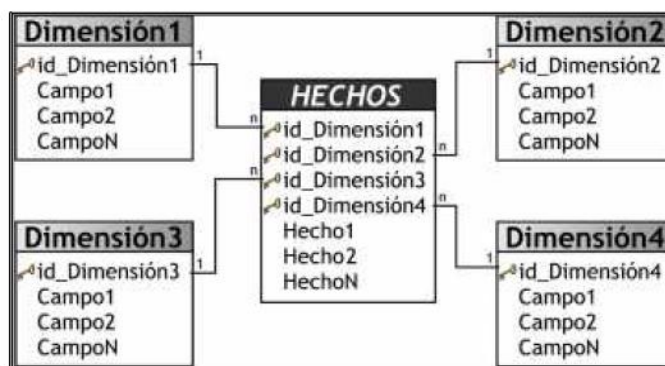 Dimensión1
id_Dimensión1
Campo1
Campo2
CampoN
1
Dimensión2
id_Dimensión2
Campo1
Campo2
CampoN
1
HECHOS
id_Dimensión1
id_Dimensión2
id_Dimensión3
id_Dimensión4
Hecho1
Hecho2
HechoN
n
n
n
n
Dimensión3
id_Dimensión3
Campo1
Campo2
CampoN
1
Dimensión4
id_Dimensión4
Campo1
Campo2
CampoN
1